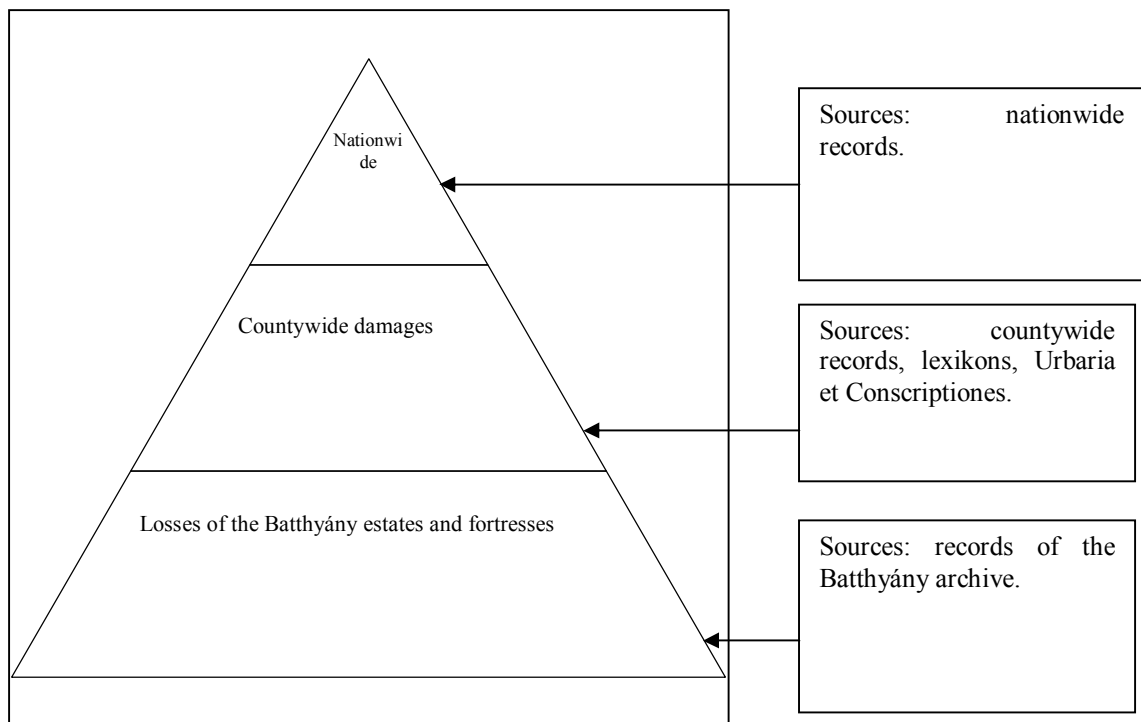 Nationwi
de
Sources: nationwide
records.
Countywide damages
Sources: countywide
records, lexikons, Urbaria
et Conscriptiones.
Losses of the Batthyány estates and fortresses
Sources: records of the
Batthyány archive.